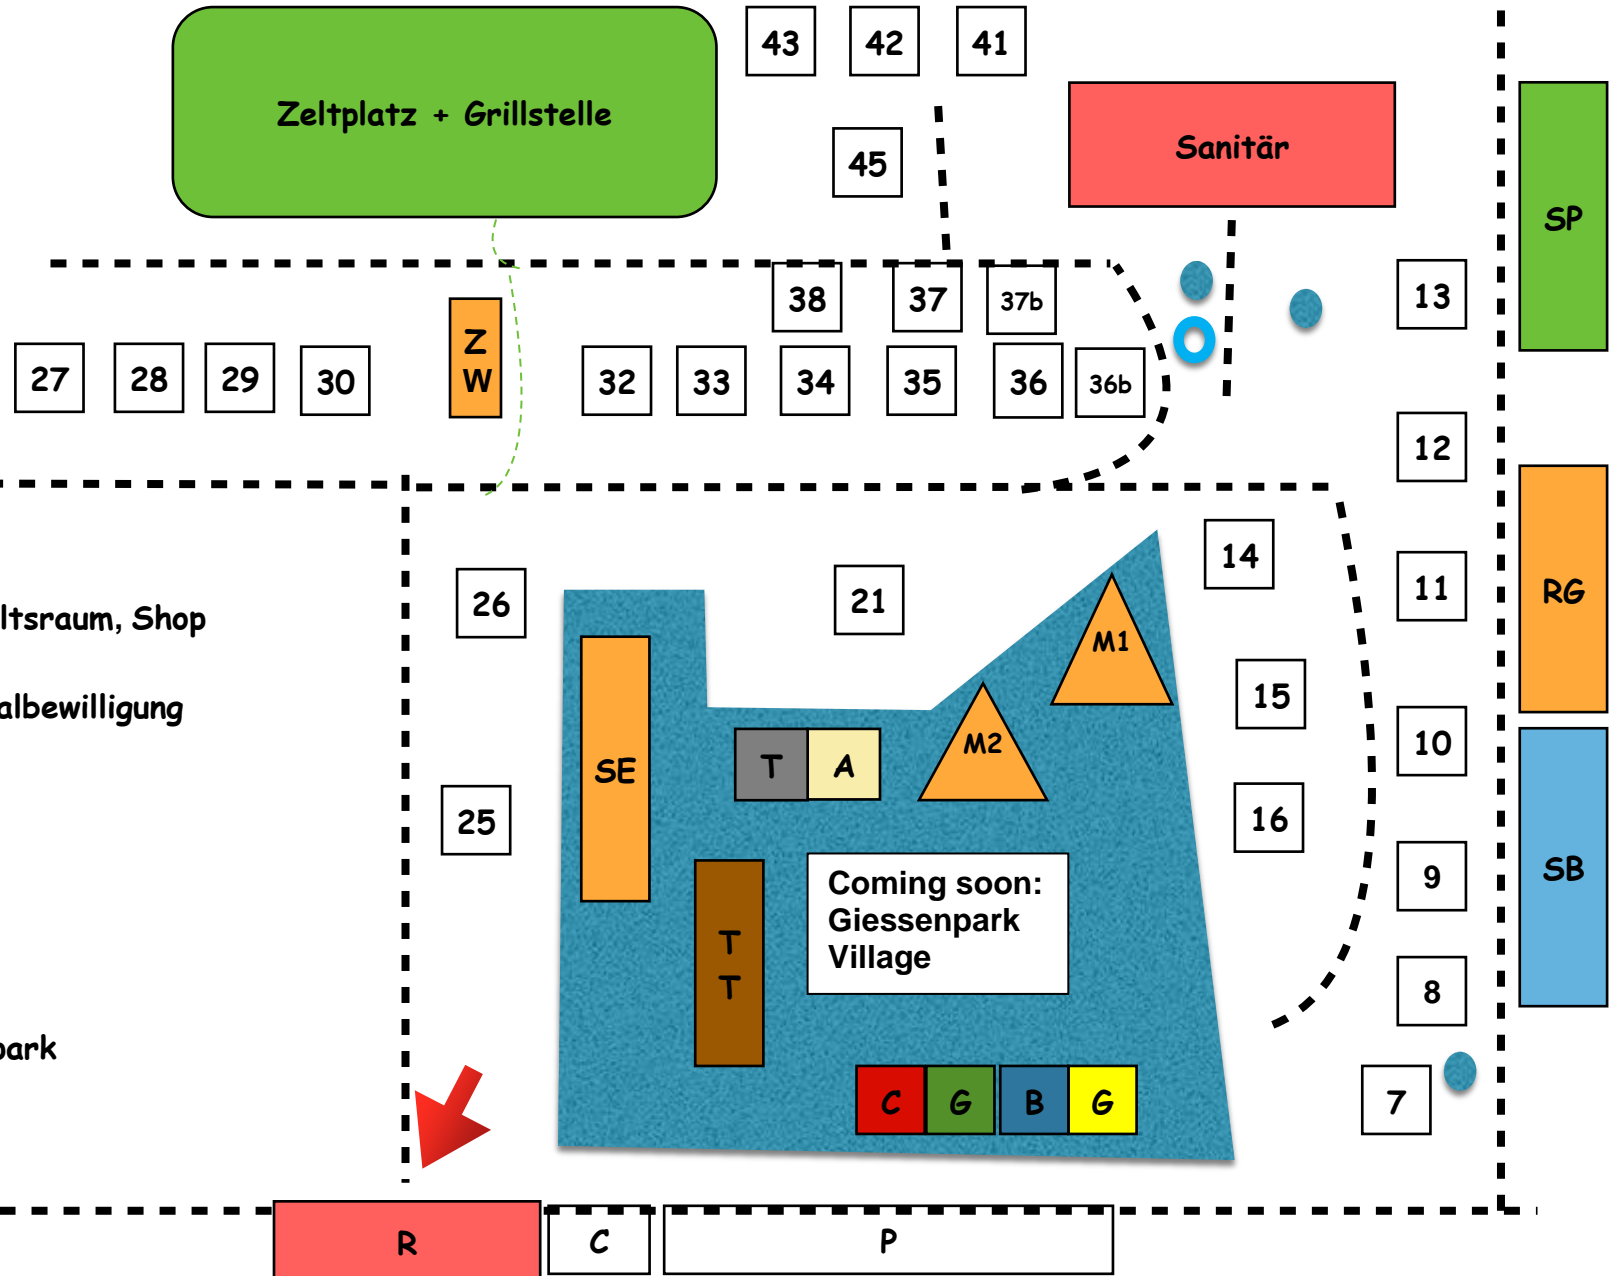 43
42
41
Zeltplatz + Grillstelle
Sanitär
45
SP
13
38
37
37b
Z
W
27
28
29
30
32
33
34
35
36
36b
12
14
11
RG
26
21
ltsraum, Shop
M1
15
albewilligung
M2
10
T
A
SE
25
16
Coming soon:
Giessenpark
Village
9
SB
T
T
8
park
C
G
B
G
7
R
C
P